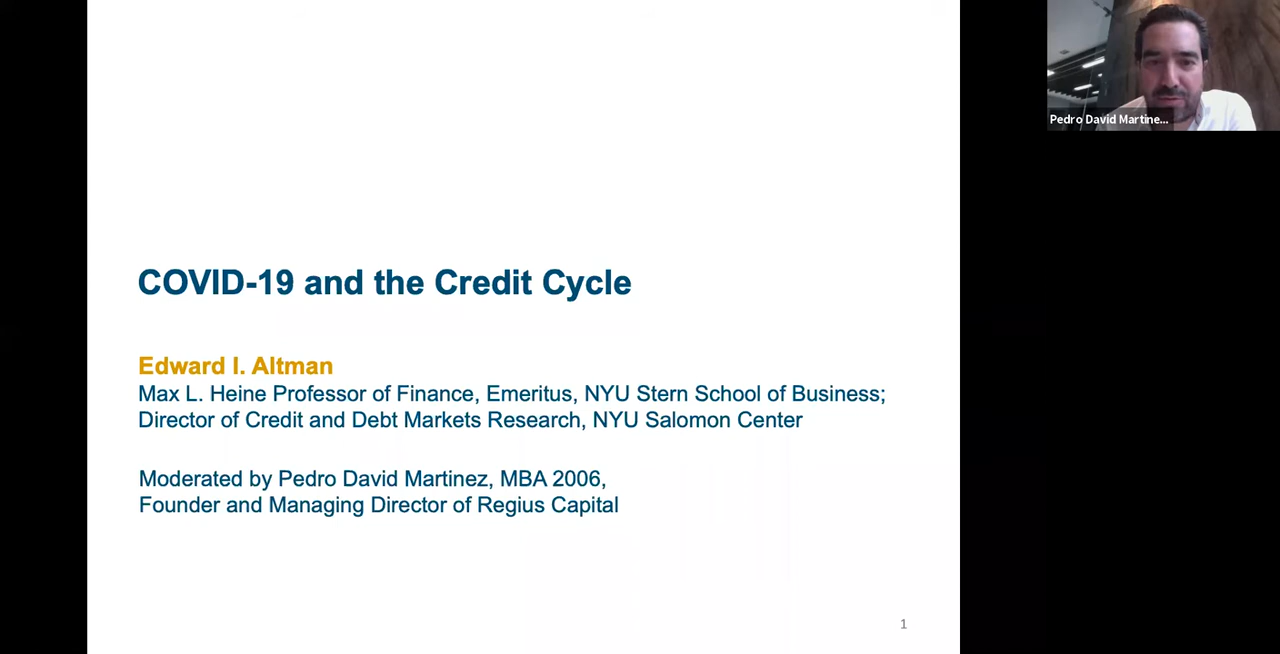 COVID-19 and the Credit Cycle
Edward I. Altman
Max L. Heine Professor of Finance, Emeritus, NYU Stern School of Business;
Director of Credit and Debt Markets Research, NYU Salomon Center
Moderated by Pedro David Martinez, MBA 2006,
Founder and Managing Director of Regius Capital
1
Pedro David Martine...